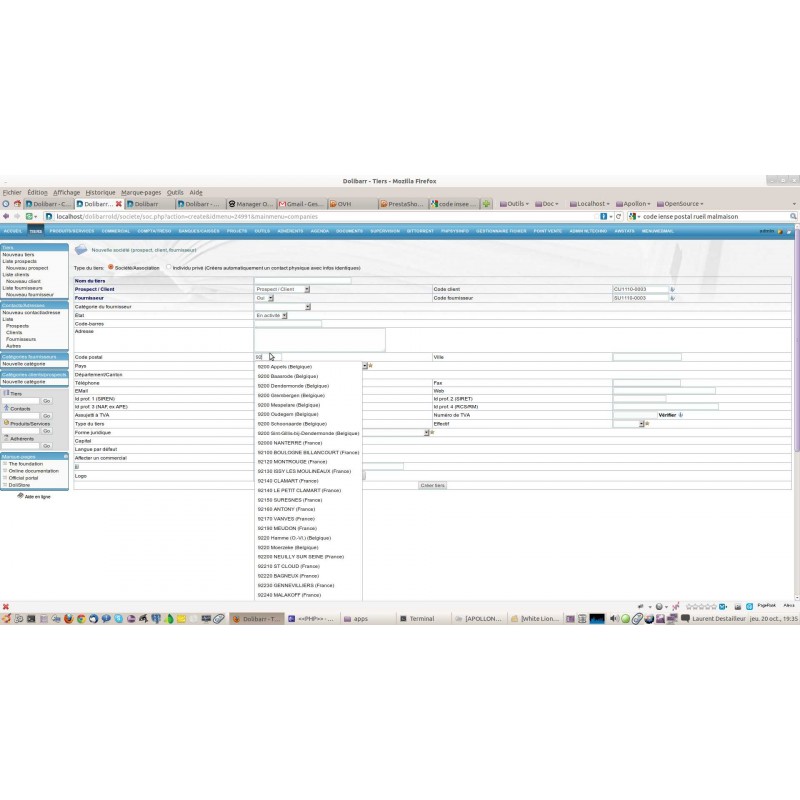 Dolibarr - Tiers - Mozilla Firefox
Fichier Édition Affichage Historique Marque-pages Outils Aide
Dolibarr - C... Dolibarr... Dolibarr Dolibarr - ... Manager O... Gmail - Ges... OVH PrestaSho... code insee ... Outils Doc Localhost Apollon OpenSource
localhost/dolibarrold/societe/soc.php?action=create&idmenu=24991&mainmenu=companies code iense postal rueil malmaison
ACCUEIL TIERS PRODUITS/SERVICES COMMERCIAL COMPTA/TRÉSO BANQUES/CAISSES PROJETS OUTILS ADHÉRENTS AGENDA DOCUMENTS SUPERVISION BITTORRENT PHPSYSINFO GESTIONNAIRE FICHIER POINT VENTE ADMIN NLTECHNO AWSTATS MENUWEBMAIL admin
Tiers
Nouveau tiers
Liste prospects
Nouveau prospect
Liste clients
Nouveau client
Liste fournisseurs
Nouveau fournisseur
Contacts/adresses
Nouveau contact/adresse
Liste
Prospects
Clients
Fournisseurs
Autres
Catégories fournisseurs
Nouvelle catégorie
Catégories clients/prospects
Nouvelle catégorie
Tiers
Go
Contacts
Go
Produits/Services
Go
Adhérents
Go
Marque-pages
The foundation
Online documentation
Officiel portail
DoliStore
Aide en ligne
Nouvelle société (prospect, client, fournisseur)
Type du tiers: Société/Association Individu privé (Créera automatiquement un contact physique avec infos identiques)
Nom du tiers
Prospect / Client Prospect / Client Code client CU1110-0003
Fournisseur Oui Code fournisseur SU1110-0003
Catégorie du fournisseur
État En activité
Code-barres
Adresse
Code postal 92 Ville
Pays
Département/Canton
Téléphone Fax
EMail Web
Id prof. 1 (SIREN) Id prof. 2 (SIRET)
Id prof. 3 (NAF, ex APE) Id prof. 4 (RCS/RM)
Assujetti à TVA Numéro de TVA Vérifier
Type du tiers Effectif
Forme juridique
Capital
Langue par défaut
Affecter un commercial
Logo
Créer tiers
9200 Appels (Belgique)
9200 Baasrode (Belgique)
9200 Dendermonde (Belgique)
9200 Grembergen (Belgique)
9200 Mespelare (Belgique)
9200 Oudegem (Belgique)
9200 Schoonaarde (Belgique)
9200 Sint-Gillis-bij-Dendermonde (Belgique)
92000 NANTERRE (France)
92100 BOULOGNE BILLANCOURT (France)
92120 MONTROUGE (France)
92130 ISSY LES MOULINEAUX (France)
92140 CLAMART (France)
92140 LE PETIT CLAMART (France)
92150 SURESNES (France)
92160 ANTONY (France)
92170 VANVES (France)
92190 MEUDON (France)
9220 Hamme (O.-Vl.) (Belgique)
9220 Moerzeke (Belgique)
92200 NEUILLY SUR SEINE (France)
92210 ST CLOUD (France)
92220 BAGNEUX (France)
92230 GENNEVILLIERS (France)
92240 MALAKOFF (France)
PageRank Alexa
Dolibarr - T... <<PHP>> - ... apps Terminal [APOLLON... [White Lion... Laurent Destailleur jeu. 20 oct., 19:35